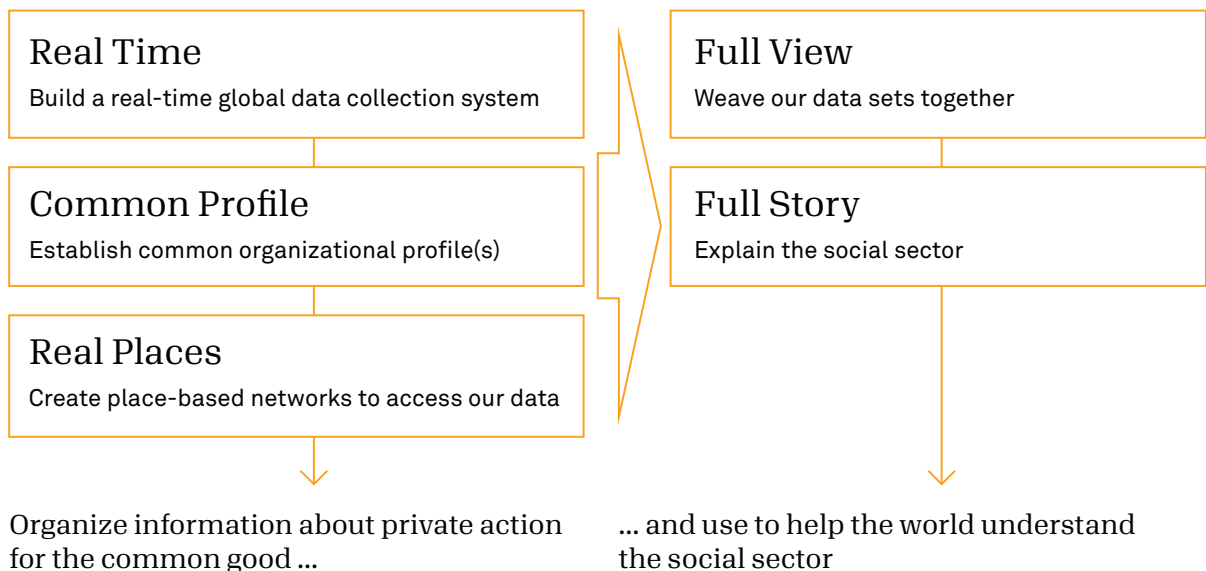 Real Time
Build a real-time global data collection system
Common Profile
Establish common organizational profile(s)
Real Places
Create place-based networks to access our data
Organize information about private action
for the common good ...
Full View
Weave our data sets together
Full Story
Explain the social sector
... and use to help the world understand
the social sector